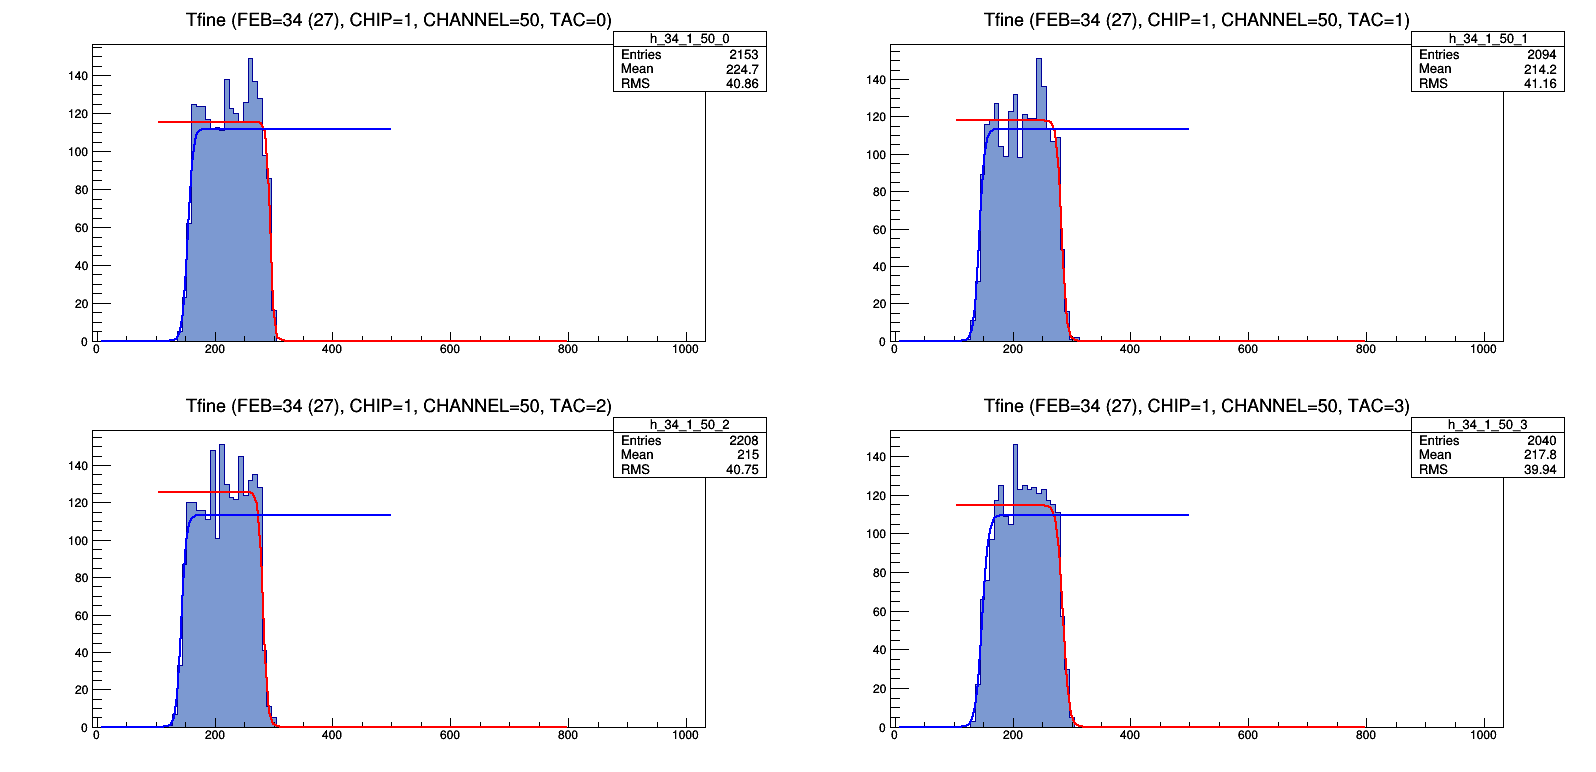 Tfine (FEB=34 (27), CHIP=1, CHANNEL=50, TAC=0)
h_34_1_50_0
Entries 2153
Mean 224.7
RMS 40.86
140
120
100
80
60
40
20
0
0 200 400 600 800 1000
Tfine (FEB=34 (27), CHIP=1, CHANNEL=50, TAC=1)
h_34_1_50_1
Entries 2094
Mean 214.2
RMS 41.16
140
120
100
80
60
40
20
0
0 200 400 600 800 1000
Tfine (FEB=34 (27), CHIP=1, CHANNEL=50, TAC=2)
h_34_1_50_2
Entries 2208
Mean 215
RMS 40.75
140
120
100
80
60
40
20
0
0 200 400 600 800 1000
Tfine (FEB=34 (27), CHIP=1, CHANNEL=50, TAC=3)
h_34_1_50_3
Entries 2040
Mean 217.8
RMS 39.94
140
120
100
80
60
40
20
0
0 200 400 600 800 1000